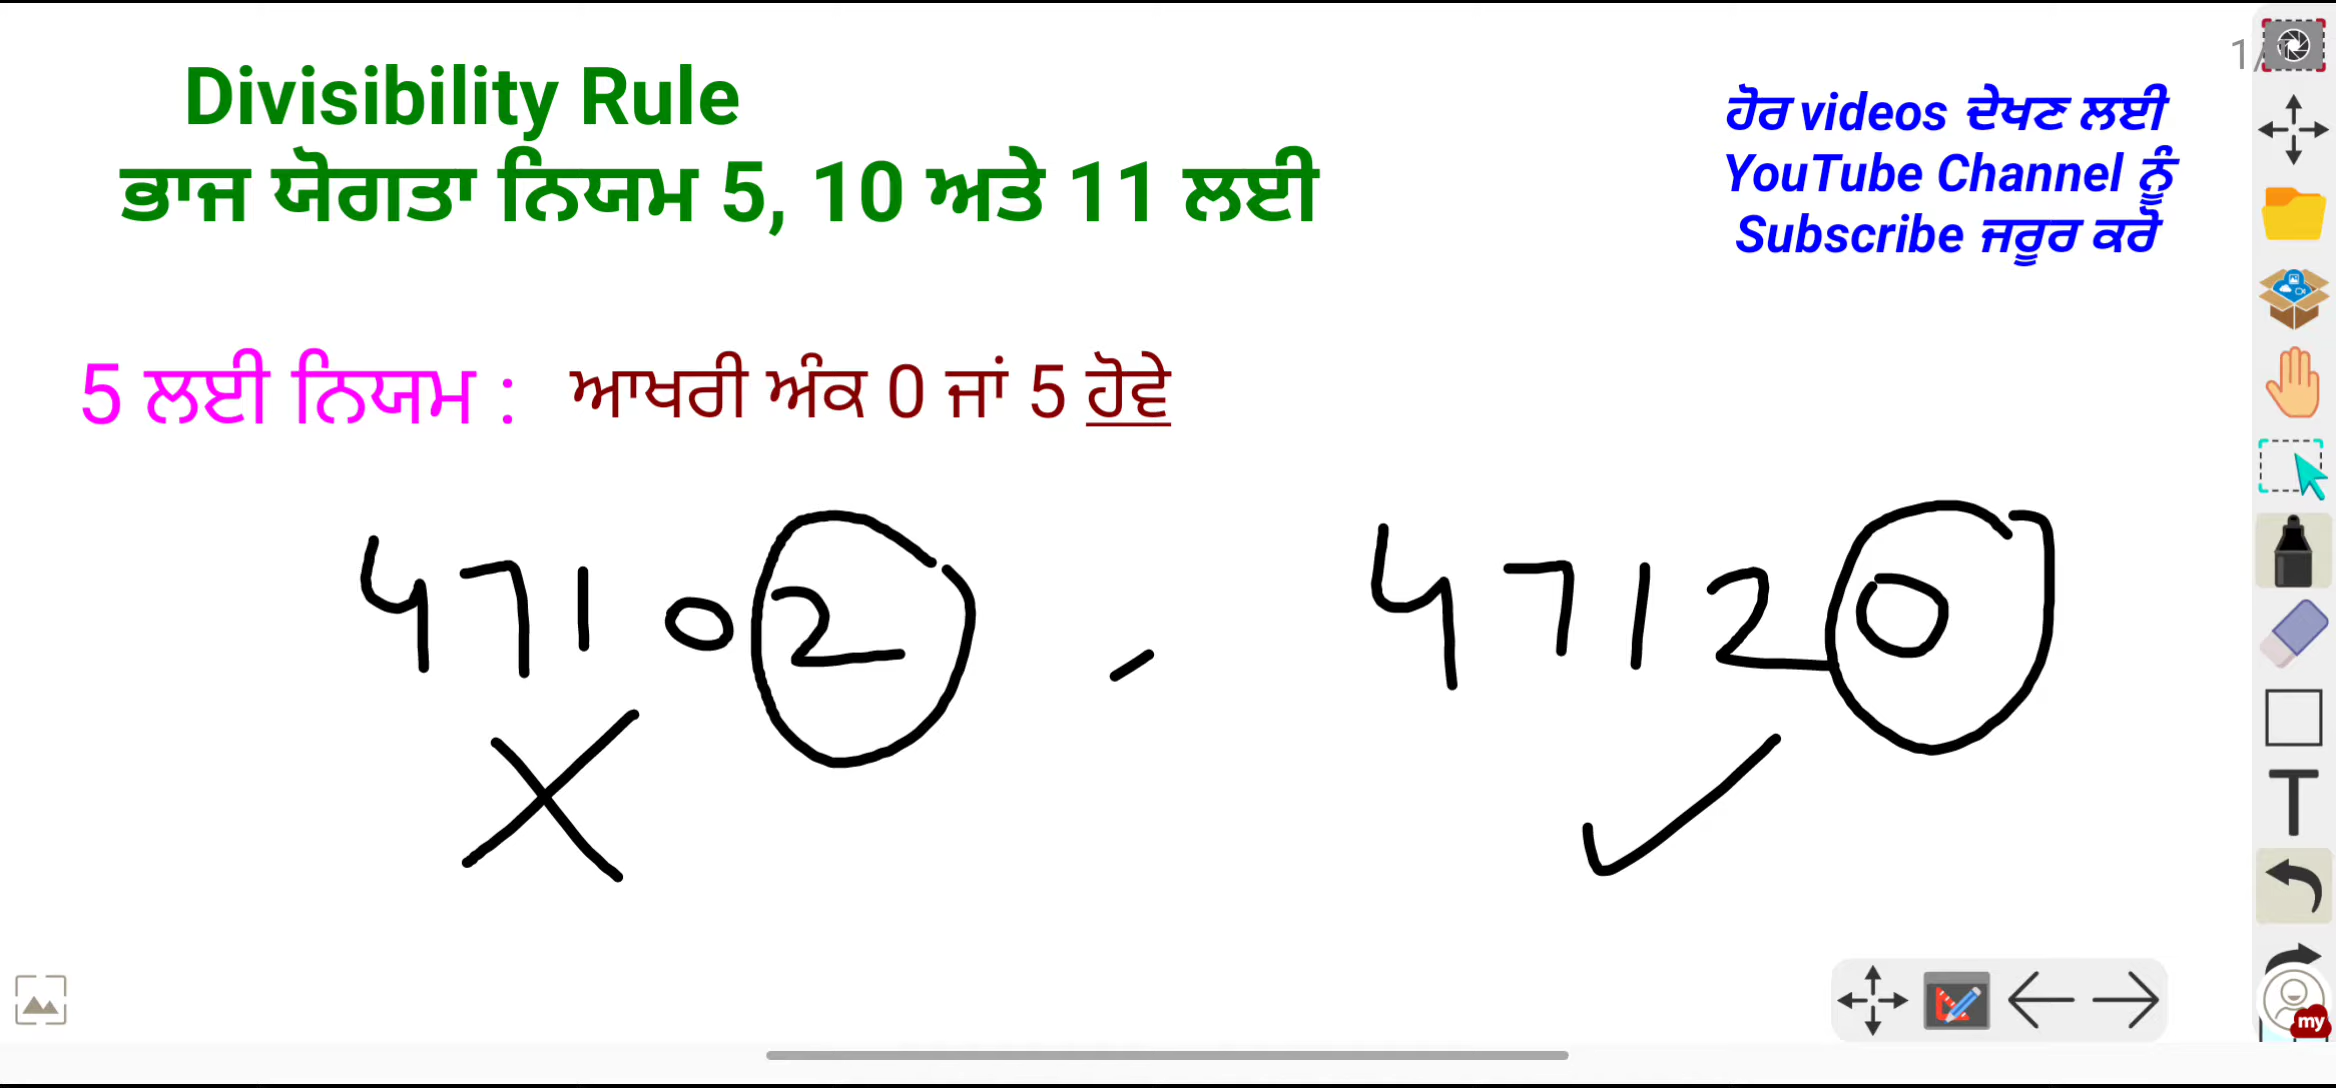 Divisibility Rule
ਭਾਜ ਯੋਗਤਾ ਨਿਯਮ 5, 10 ਅਤੇ 11 ਲਈ
ਹੋਰ videos ਦੇਖਣ ਲਈ
YouTube Channel ਨੂੰ
Subscribe ਜਰੂਰ ਕਰੋ
5 ਲਈ ਨਿਯਮ : ਆਖਰੀ ਅੰਕ 0 ਜਾਂ 5 ਹੋਵੇ
47102 - 47120
my